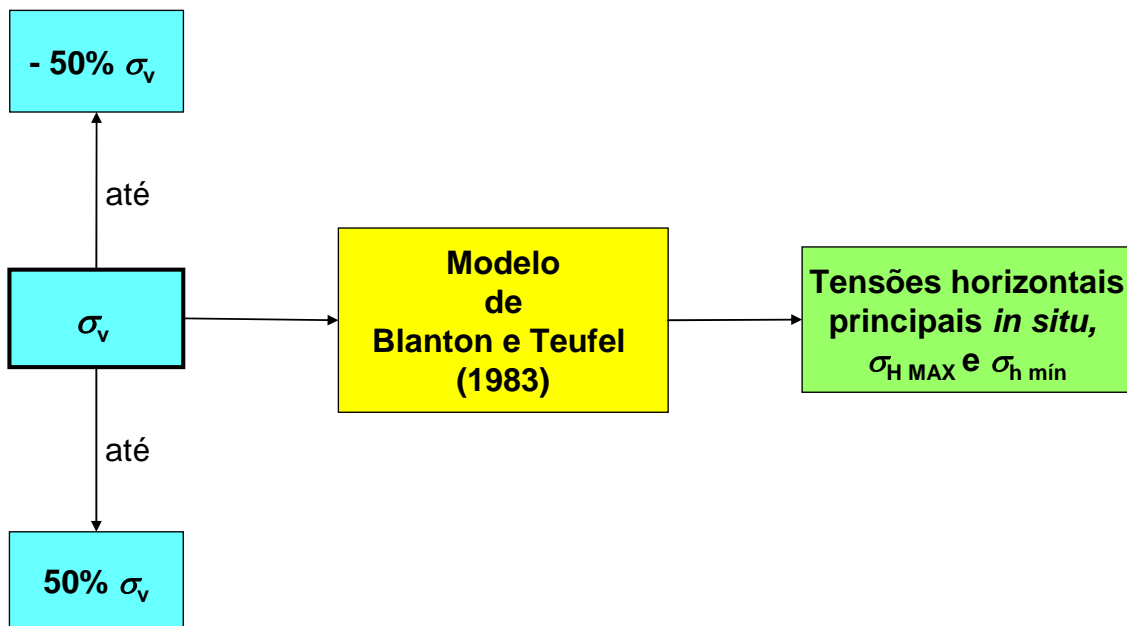 - 50% σv
até
σv
até
50% σv
Modelo
de
Blanton e Teufel
(1983)
Tensões horizontais
principais in situ,
σH MAX e σh mín